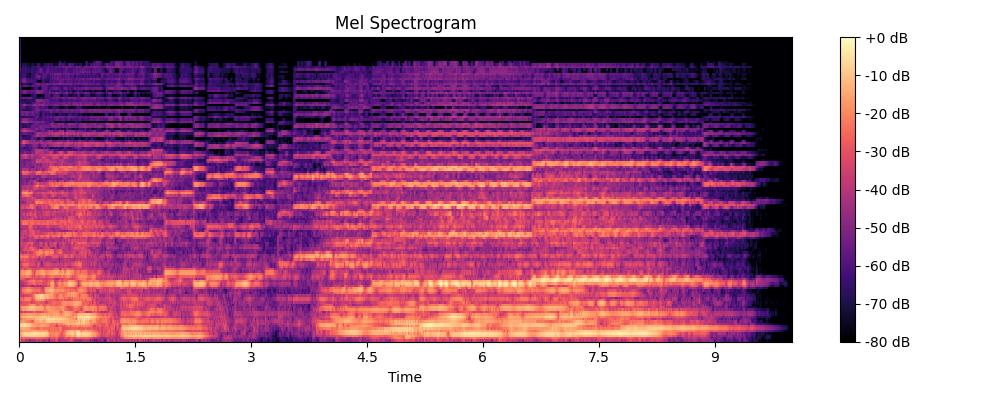 Mel Spectrogram
+0 dB
-10 dB
-20 dB
-30 dB
-40 dB
-50 dB
-60 dB
-70 dB
-80 dB
0 1.5 3 4.5 6 7.5 9
Time